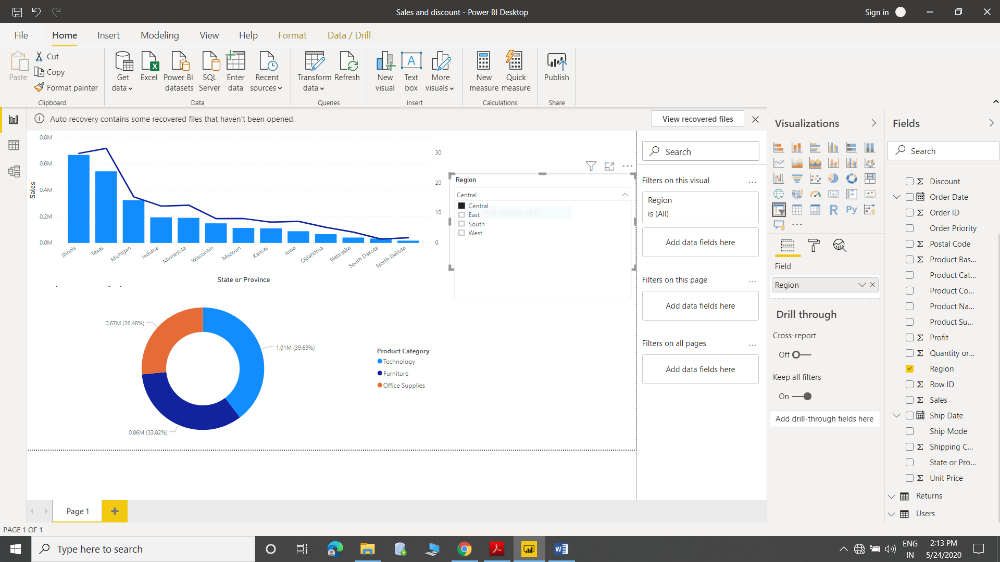 Sales and discount - Power BI Desktop
Sign in
File Home Insert Modeling View Help Format Data / Drill
Paste
Cut
Copy
Format painter
Clipboard
Get data
Excel
Power BI datasets
SQL Server
Enter data
Recent sources
Data
Transform data
Refresh
Queries
New visual
Text box
More visuals
Insert
New measure
Quick measure
Calculations
Publish
Share
Auto recovery contains some recovered files that haven't been opened.
View recovered files
0.8M
0.6M
0.4M
0.2M
0.0M
Sales
30
20
10
0
Illinois
Texas
Michigan
Indiana
Minnesota
Wisconsin
Missouri
Kansas
Iowa
Oklahoma
Nebraska
South Dakota
North Dakota
State or Province
Region
Central
Central
East
South
West
Full-screen Snip
0.67M (26.48%)
1.01M (39.69%)
0.86M (33.82%)
Product Category
Technology
Furniture
Office Supplies
Search
Filters on this visual ...
Region
is (All)
Add data fields here
Filters on this page ...
Add data fields here
Filters on all pages ...
Add data fields here
Visualizations
123
R
Py
...
Field
Region
Drill through
Cross-report
Off
Keep all filters
On
Add drill-through fields here
Fields
Search
Σ Discount
Order Date
Σ Order ID
Order Priority
Σ Postal Code
Σ Product Bas...
Product Cat...
Product Co...
Product Na...
Product Su...
Σ Profit
Σ Quantity or...
Region
Σ Row ID
Σ Sales
Ship Date
Ship Mode
Σ Shipping C...
State or Pro...
Σ Unit Price
Returns
Users
Page 1
PAGE 1 OF 1
Type here to search
ENG
IN
2:13 PM
5/24/2020